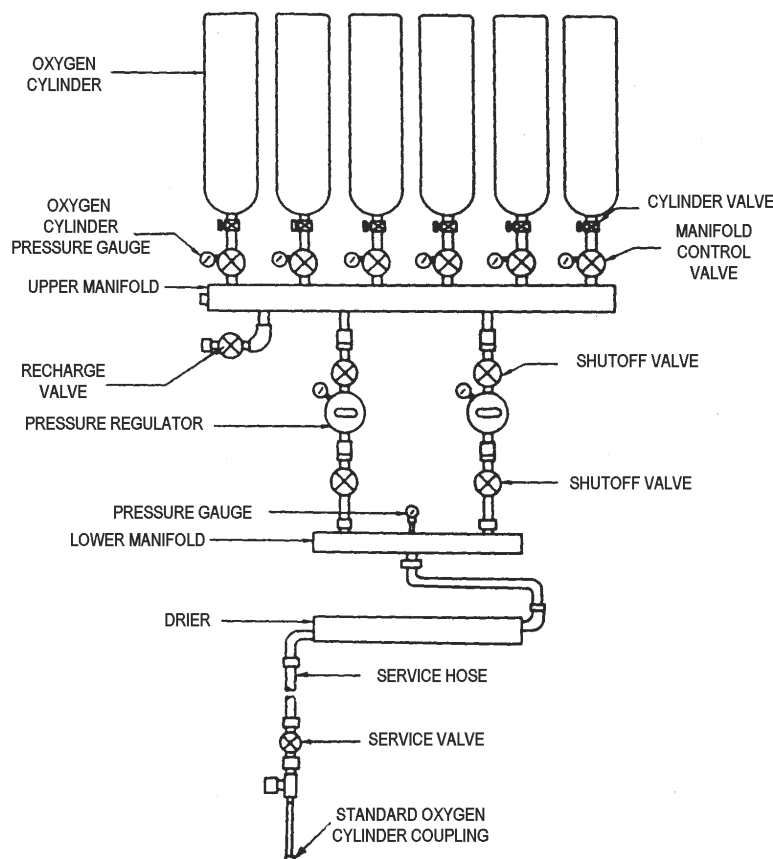 OXYGEN
CYLINDER
OXYGEN
CYLINDER
PRESSURE GAUGE
CYLINDER VALVE
MANIFOLD
CONTROL
VALVE
UPPER MANIFOLD
RECHARGE
VALVE
SHUTOFF VALVE
PRESSURE REGULATOR
SHUTOFF VALVE
PRESSURE GAUGE
LOWER MANIFOLD
DRIER
SERVICE HOSE
SERVICE VALVE
STANDARD OXYGEN
CYLINDER COUPLING